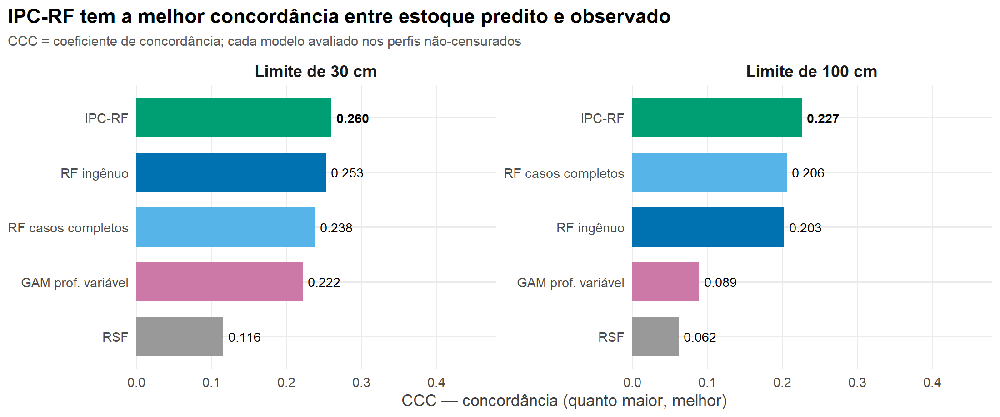 IPC-RF tem a melhor concordância entre estoque predito e observado
CCC = coeficiente de concordância; cada modelo avaliado nos perfis não-censurados
Limite de 30 cm
IPC-RF
0.260
RF ingênuo
0.253
RF casos completos
0.238
GAM prof. variável
0.222
RSF
0.116
0.0 0.1 0.2 0.3 0.4
Limite de 100 cm
IPC-RF
0.227
RF casos completos
0.206
RF ingênuo
0.203
GAM prof. variável
0.089
RSF
0.062
0.0 0.1 0.2 0.3 0.4
CCC — concordância (quanto maior, melhor)